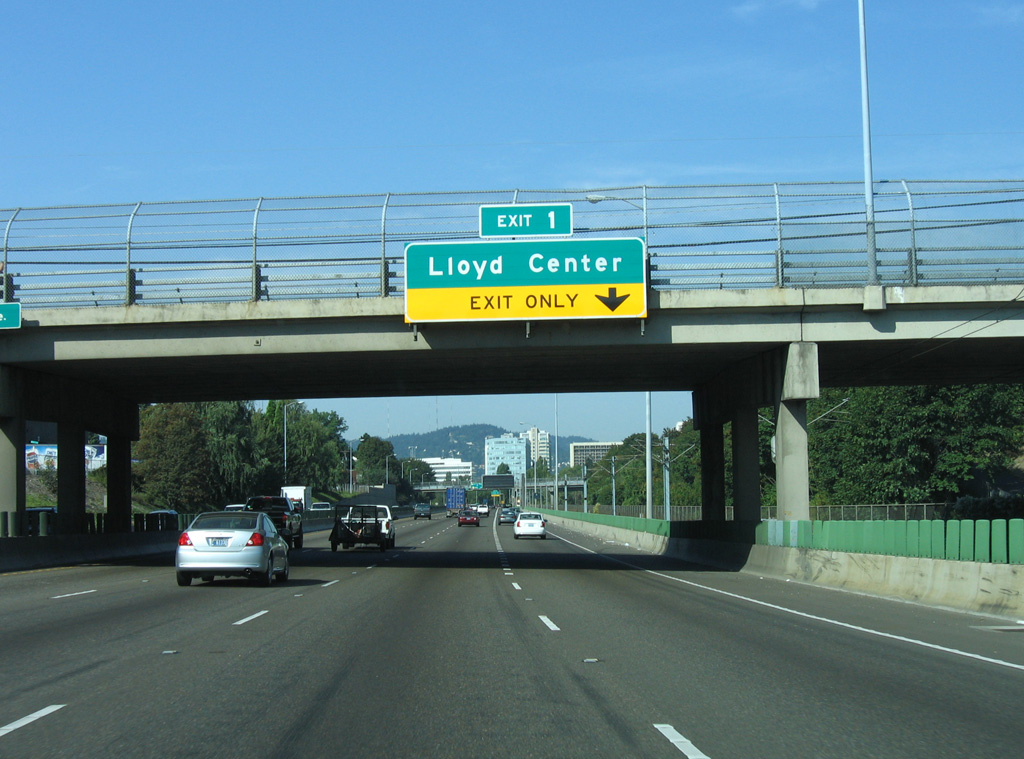 EXIT 1
Lloyd Center
EXIT ONLY
e.